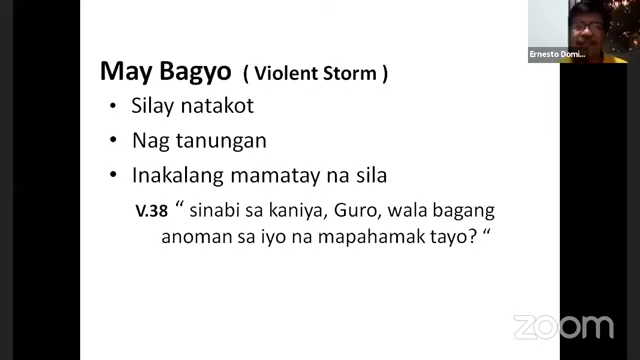 Ernesto Domi...
May Bagyo ( Violent Storm )
• Silay natakot
• Nag tanungan
• Inakalang mamatay na sila
V.38 “ sinabi sa kaniya, Guro, wala bagang
anoman sa iyo na mapahamak tayo? “
zoom